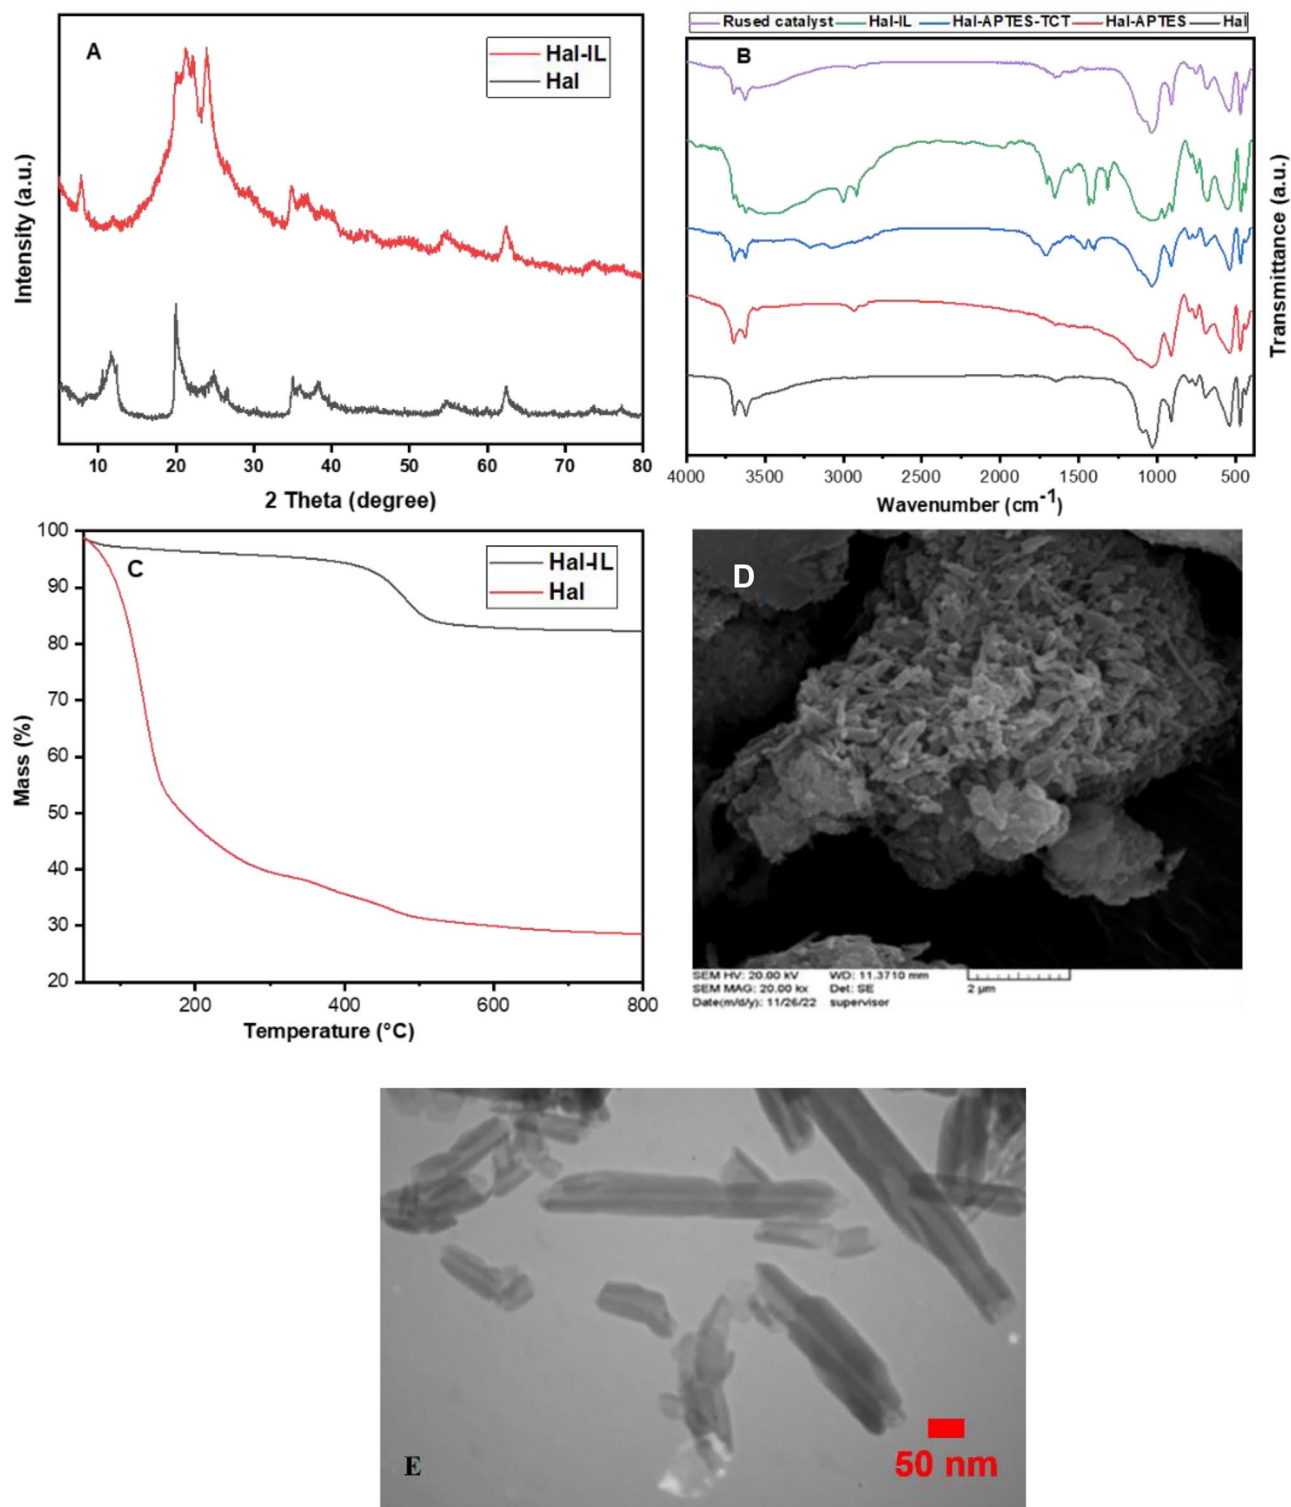 A
Hal-IL
Hal
Intensity (a.u.)
10 20 30 40 50 60 70 80
2 Theta (degree)
Rused catalyst Hal-IL Hal-APTES-TCT Hal-APTES Hal
B
Transmittance (a.u.)
4000 3500 3000 2500 2000 1500 1000 500
Wavenumber (cm-1)
C
Hal-IL
Hal
Mass (%)
100
90
80
70
60
50
40
30
20
200 400 600 800
Temperature (°C)
D
SEM HV: 20.00 kV WD: 11.3710 mm
SEM MAG: 20.00 kx Det: SE 2 µm
Date(m/d/y): 11/26/22 supervisor
E
50 nm